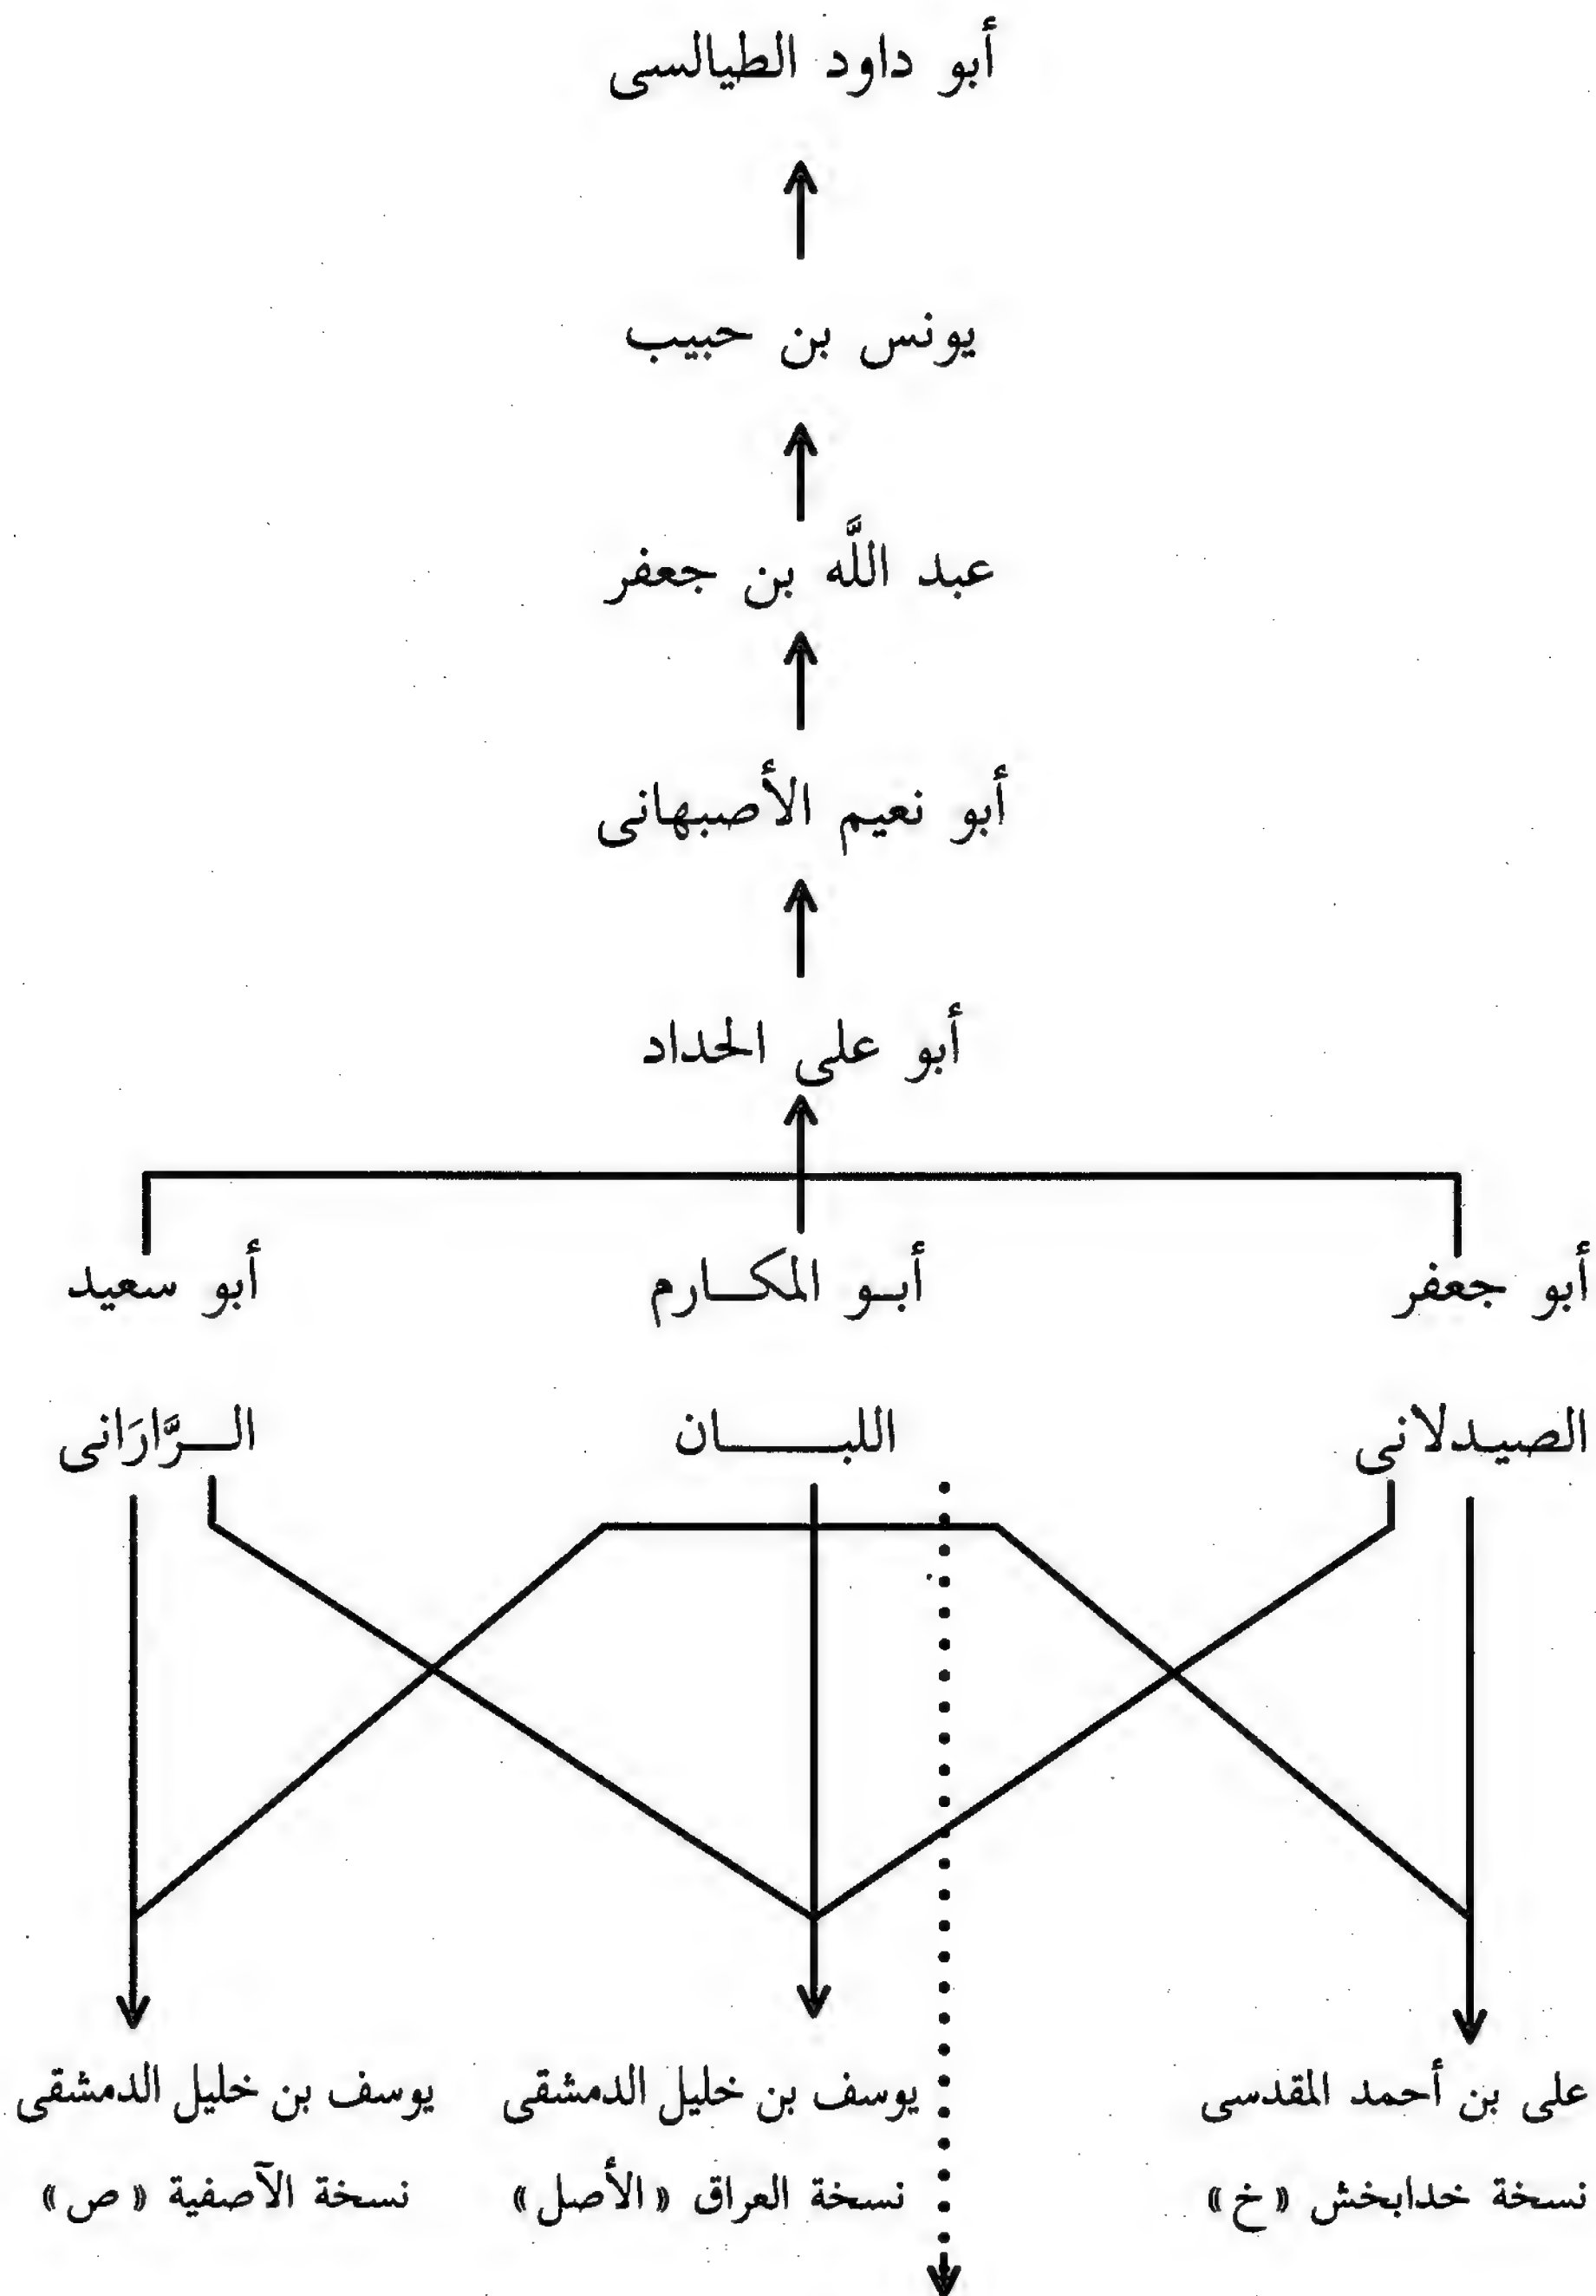 أبو داود الطيالسى
يونس بن حبيب
عبد اللَّه بن جعفر
أبو نعيم الأصبهانى
أبو على الحداد
أبو جعفر
الصيدلانى
أبو المكارم
اللبان
أبو سعيد
الرَّارَانى
على بن أحمد المقدسى
نسخة خدابخش « خ »
يوسف بن خليل الدمشقى
نسخة العراق « الأصل »
يوسف بن خليل الدمشقى
نسخة الآصفية « ص »